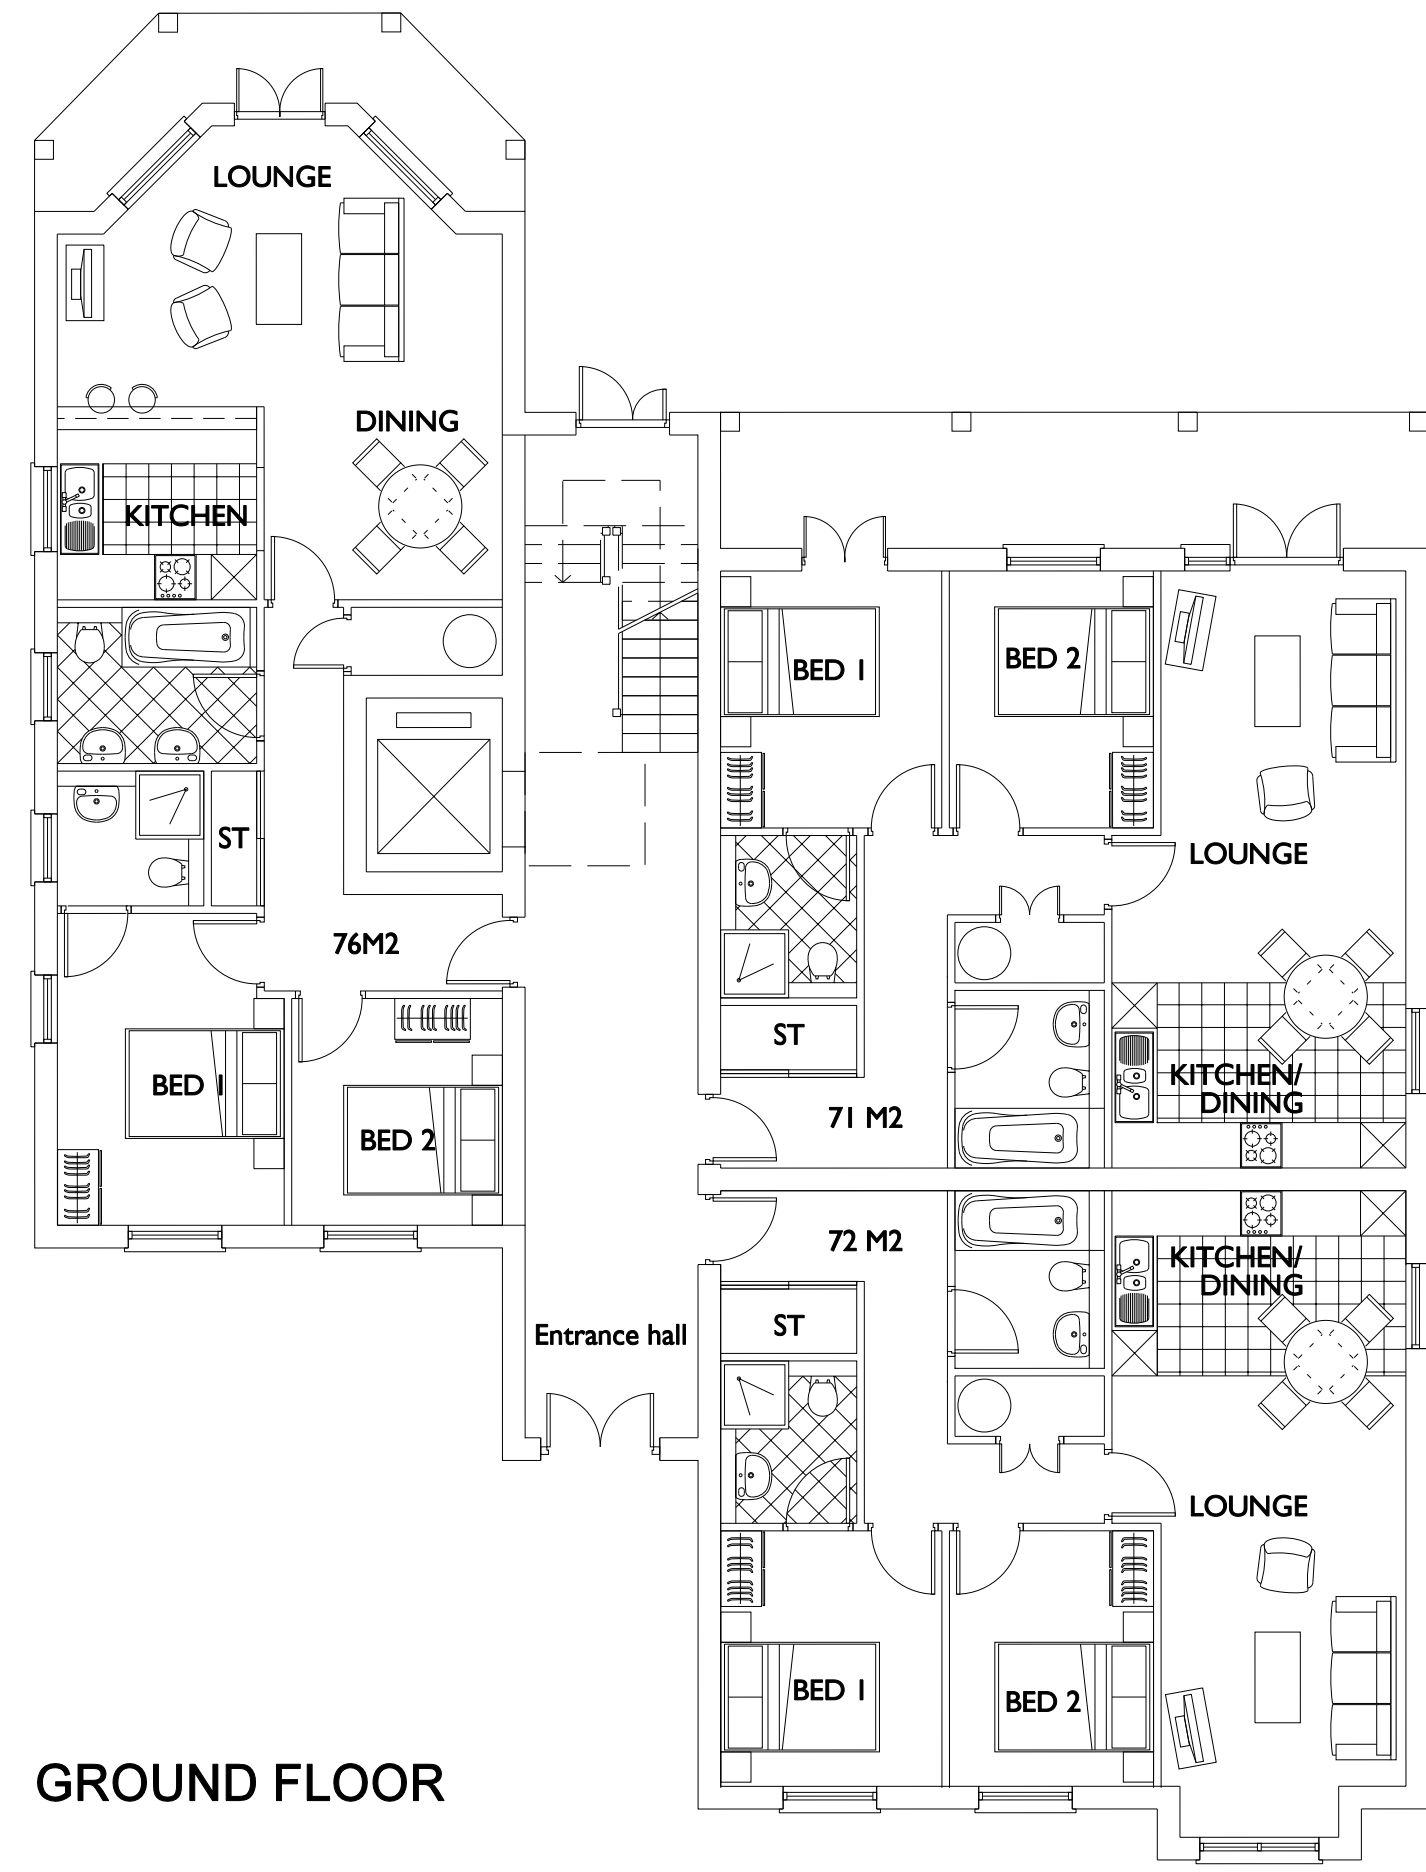 LOUNGE
DINING
KITCHEN
ST
76M2
BED 1
BED 2
Entrance hall
BED 1
BED 2
LOUNGE
ST
KITCHEN/
DINING
71 M2
72 M2
KITCHEN/
DINING
ST
LOUNGE
BED 1
BED 2
GROUND FLOOR